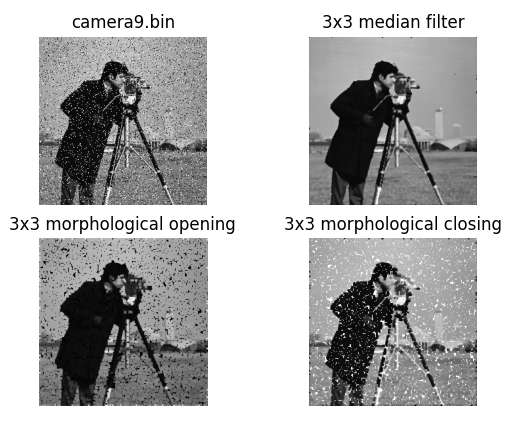 camera9.bin
3x3 median filter
3x3 morphological opening
3x3 morphological closing